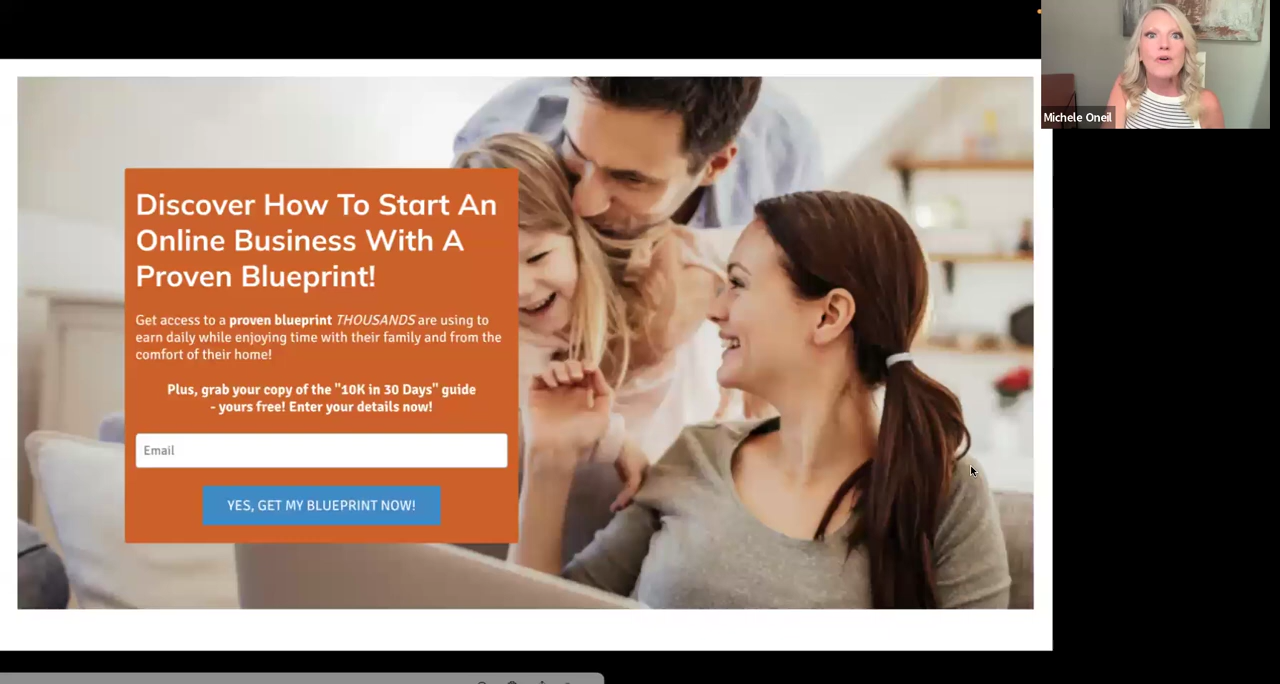 Michele Oneil
Discover How To Start An
Online Business With A
Proven Blueprint!
Get access to a proven blueprint THOUSANDS are using to
earn daily while enjoying time with their family and from the
comfort of their home!
Plus, grab your copy of the "10K in 30 Days" guide
- yours free! Enter your details now!
Email
YES, GET MY BLUEPRINT NOW!